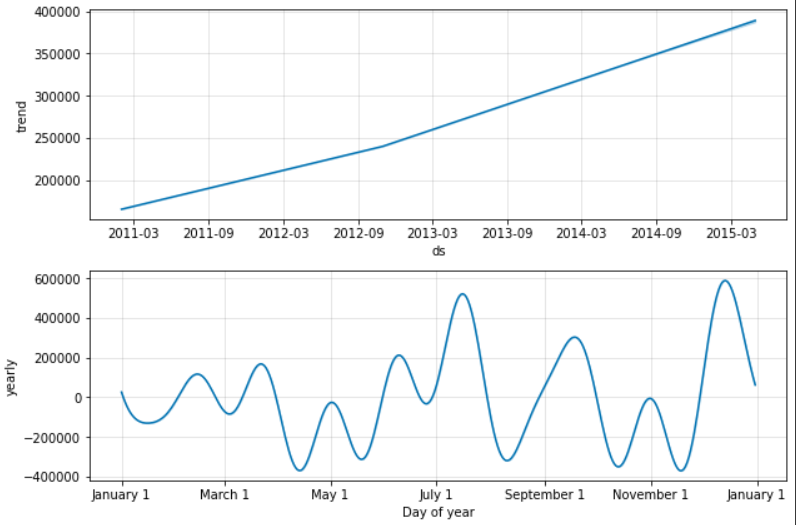 400000
350000
300000
250000
200000
trend
2011-03 2011-09 2012-03 2012-09 2013-03 2013-09 2014-03 2014-09 2015-03
ds
600000
400000
200000
0
−200000
−400000
yearly
January 1 March 1 May 1 July 1 September 1 November 1 January 1
Day of year